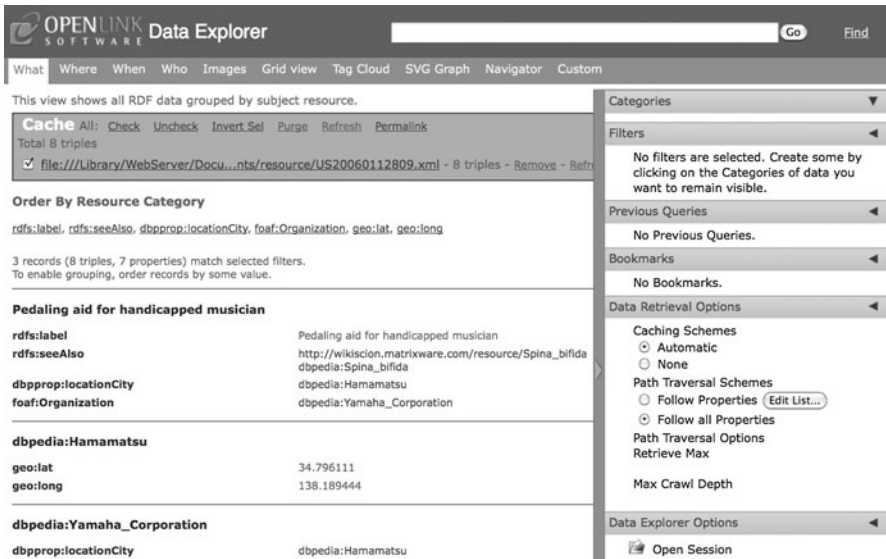 OPENLINK
SOFTWARE
Data Explorer
Go
Find
What Where When Who Images Grid view Tag Cloud SVG Graph Navigator Custom
This view shows all RDF data grouped by subject resource.
Cache All: Check Uncheck Invert Sel Purge Refresh Permalink
Total 8 triples
file:///Library/WebServer/Docu...nts/resource/US20060112809.xml - 8 triples - Remove - Refr
Order By Resource Category
rdfs:label, rdfs:seeAlso, dbpprop:locationCity, foaf:Organization, geo:lat, geo:long
3 records (8 triples, 7 properties) match selected filters.
To enable grouping, order records by some value.
Pedaling aid for handicapped musician
rdfs:label Pedaling aid for handicapped musician
rdfs:seeAlso http://wikiscion.matrixware.com/resource/Spina_bifida
dbpedia:Spina_bifida
dbpprop:locationCity dbpedia:Hamamatsu
foaf:Organization dbpedia:Yamaha_Corporation
dbpedia:Hamamatsu
geo:lat 34.796111
geo:long 138.189444
dbpedia:Yamaha_Corporation
dbpprop:locationCity dbpedia:Hamamatsu
Categories
Filters
No filters are selected. Create some by
clicking on the Categories of data you
want to remain visible.
Previous Queries
No Previous Queries.
Bookmarks
No Bookmarks.
Data Retrieval Options
Caching Schemes
Automatic
None
Path Traversal Schemes
Follow Properties Edit List...
Follow all Properties
Path Traversal Options
Retrieve Max
Max Crawl Depth
Data Explorer Options
Open Session